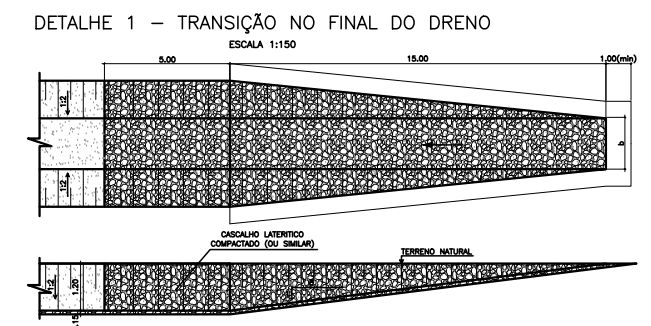 DETALHE 1 – TRANSIÇÃO NO FINAL DO DRENO
ESCALA 1:150
5.00
15.00
1.00(min)
1:2
b
1:2
CASCALHO LATERITICO
COMPACTADO (OU SIMILAR)
TERRENO NATURAL
1:2
1.20
.15